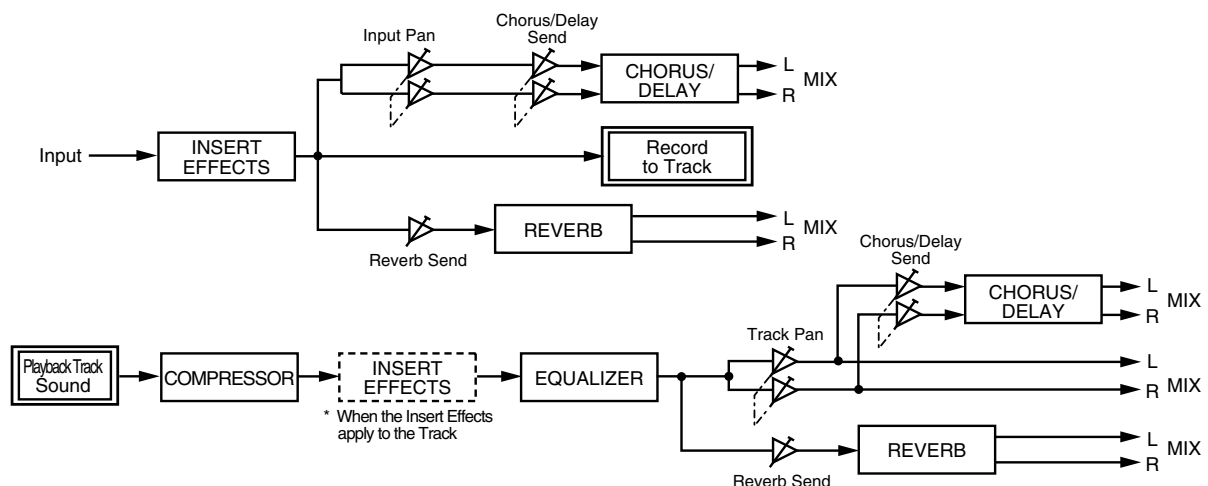 Input Pan
Chorus/Delay
Send
CHORUS/
DELAY
L
R
MIX
Input
INSERT
EFFECTS
Record
to Track
Reverb Send
REVERB
L
R
MIX
Chorus/Delay
Send
CHORUS/
DELAY
L
R
MIX
Playback Track
Sound
COMPRESSOR
INSERT
EFFECTS
* When the Insert Effects
apply to the Track
EQUALIZER
Track Pan
L
R
MIX
Reverb Send
REVERB
L
R
MIX